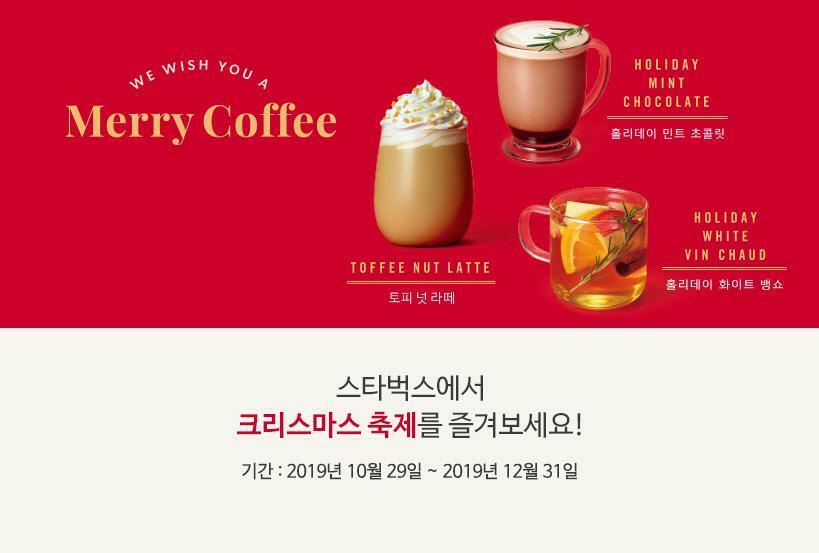 WE WISH YOU A
Merry Coffee
HOLIDAY
MINT
CHOCOLATE
홀리데이 민트 초콜릿
TOFFEE NUT LATTE
토피 넛 라떼
HOLIDAY
WHITE
VIN CHAUD
홀리데이 화이트 뱅쇼
스타벅스에서
크리스마스 축제를 즐겨보세요!
기간 : 2019년 10월 29일 ~ 2019년 12월 31일